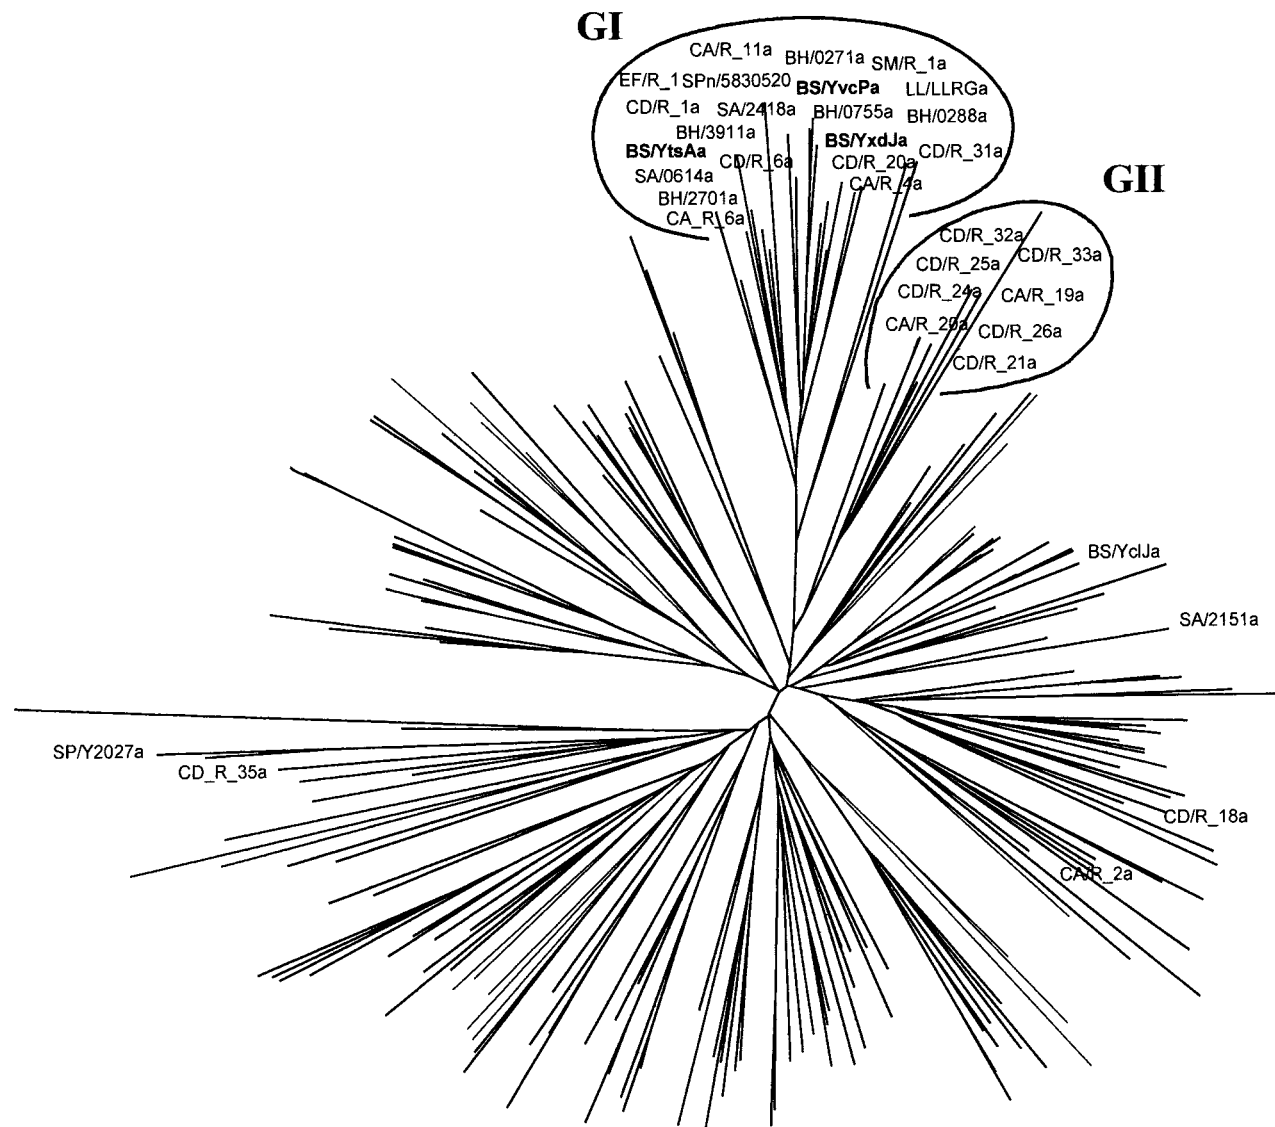 GI
CA/R_11a
BH/0271a
SM/R_1a
EF/R_1
SPn/5830520
BS/YvcPa
LL/LLRGa
CD/R_1a
SA/2418a
BH/0755a
BH/0288a
BH/3911a
BS/YtsAa
CD/R_6a
BS/YxdJa
CD/R_20a
CD/R_31a
SA/0614a
CA/R_4a
BH/2701a
CA_R_6a
GII
CD/R_32a
CD/R_33a
CD/R_25a
CD/R_24a
CA/R_19a
CA/R_20a
CD/R_26a
CD/R_21a
BS/YclJa
SA/2151a
SP/Y2027a
CD_R_35a
CD/R_18a
CA/R_2a